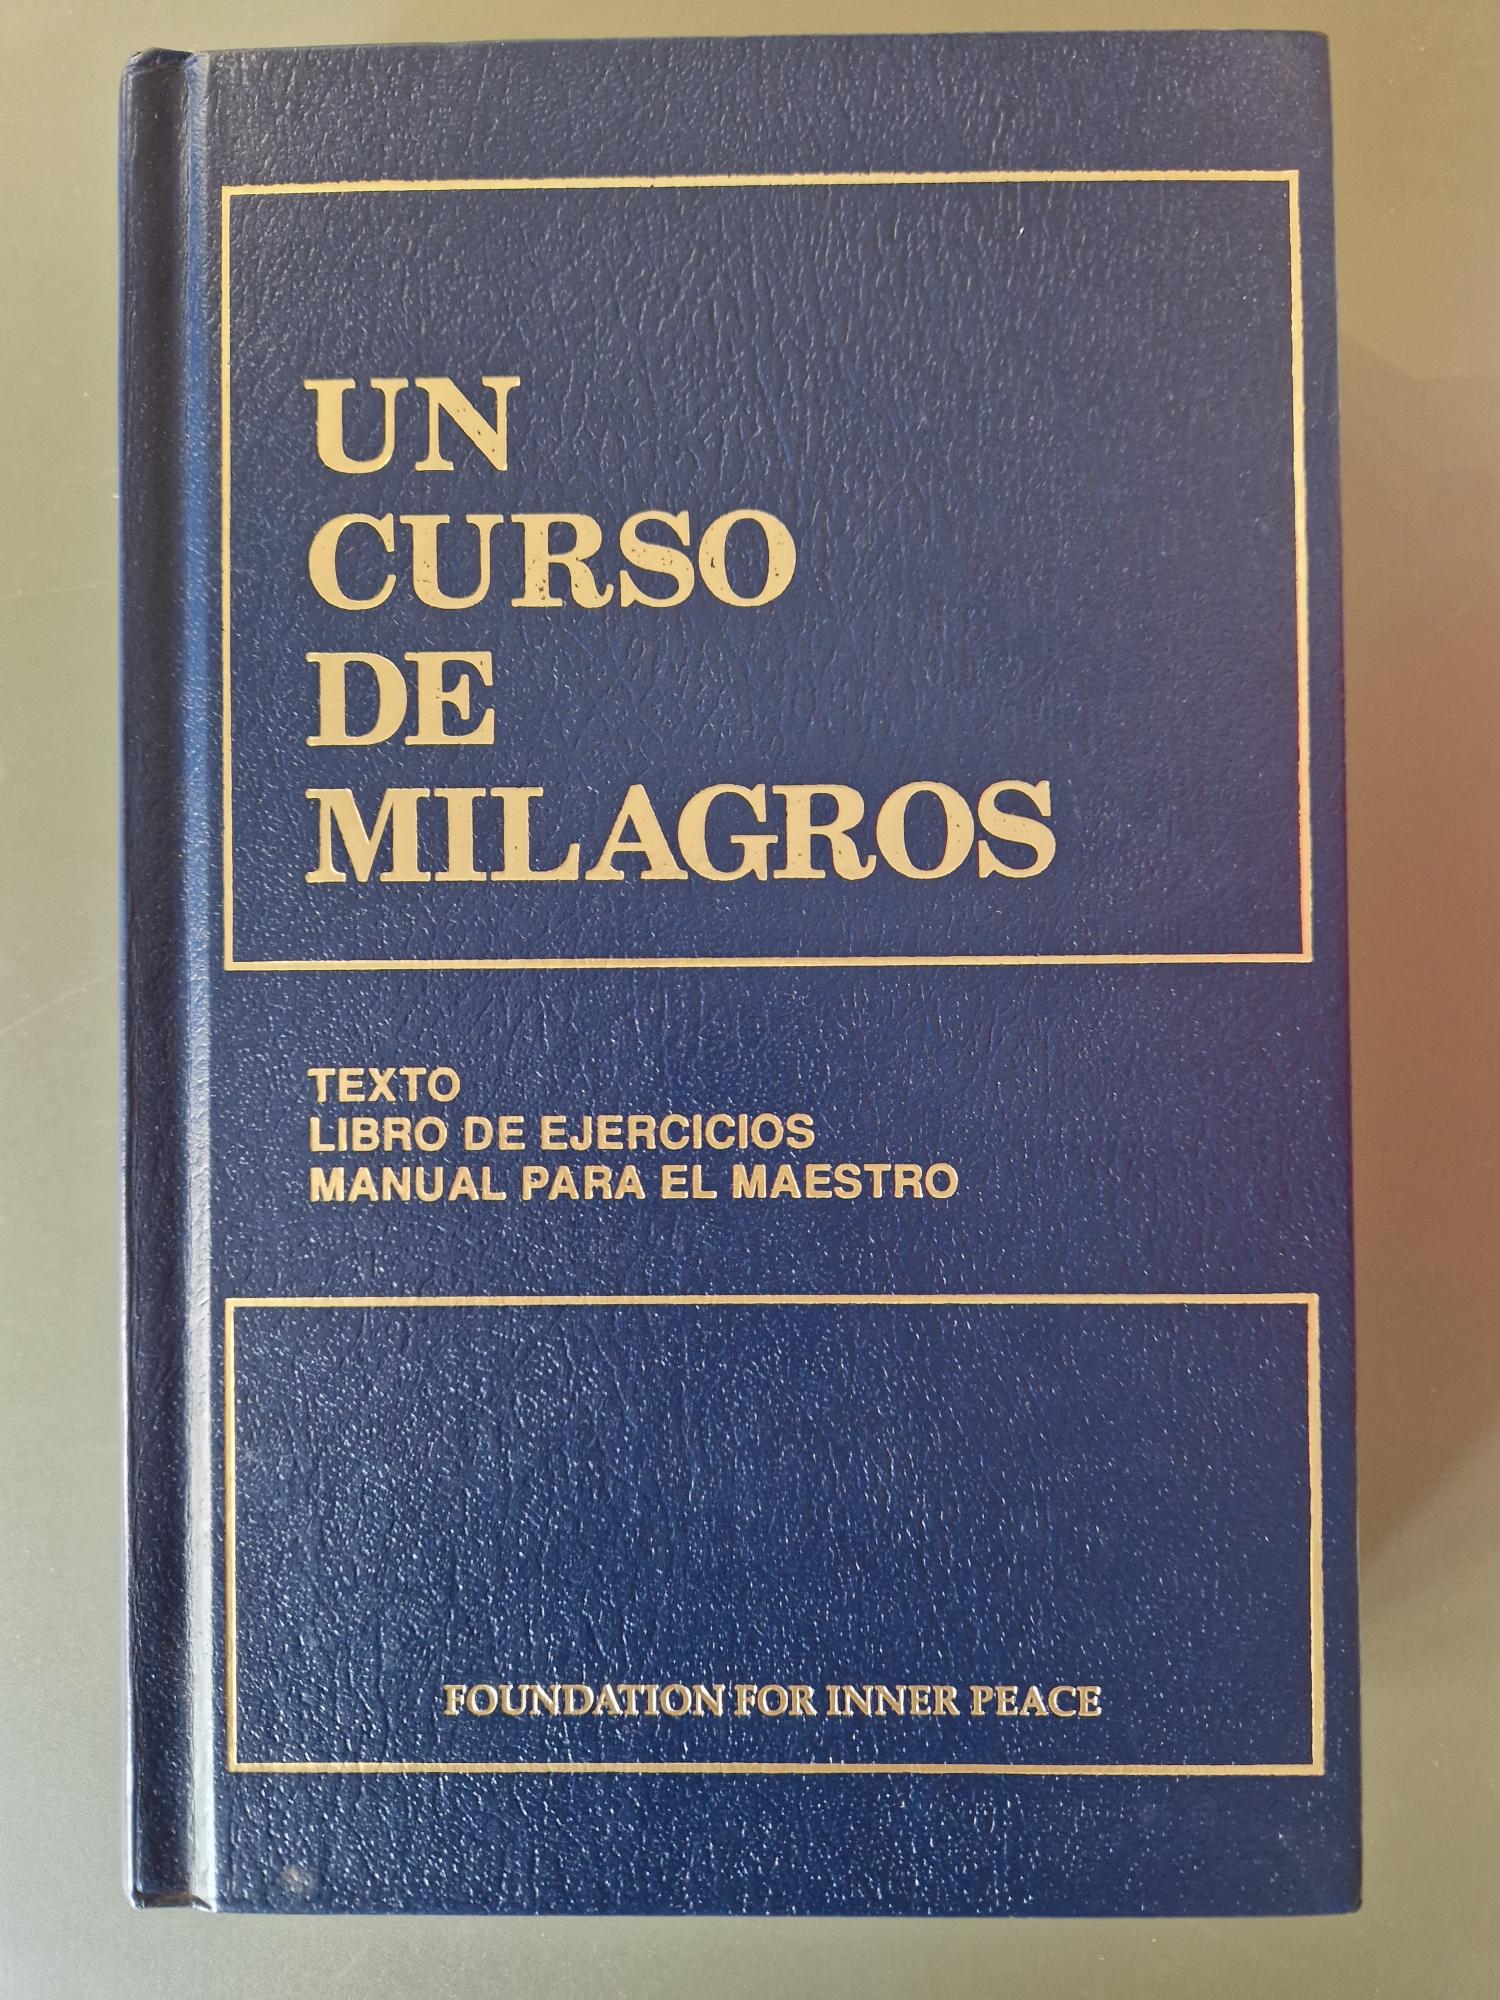 UN
CURSO
DE
MILAGROS
TEXTO
LIBRO DE EJERCICIOS
MANUAL PARA EL MAESTRO
FOUNDATION FOR INNER PEACE